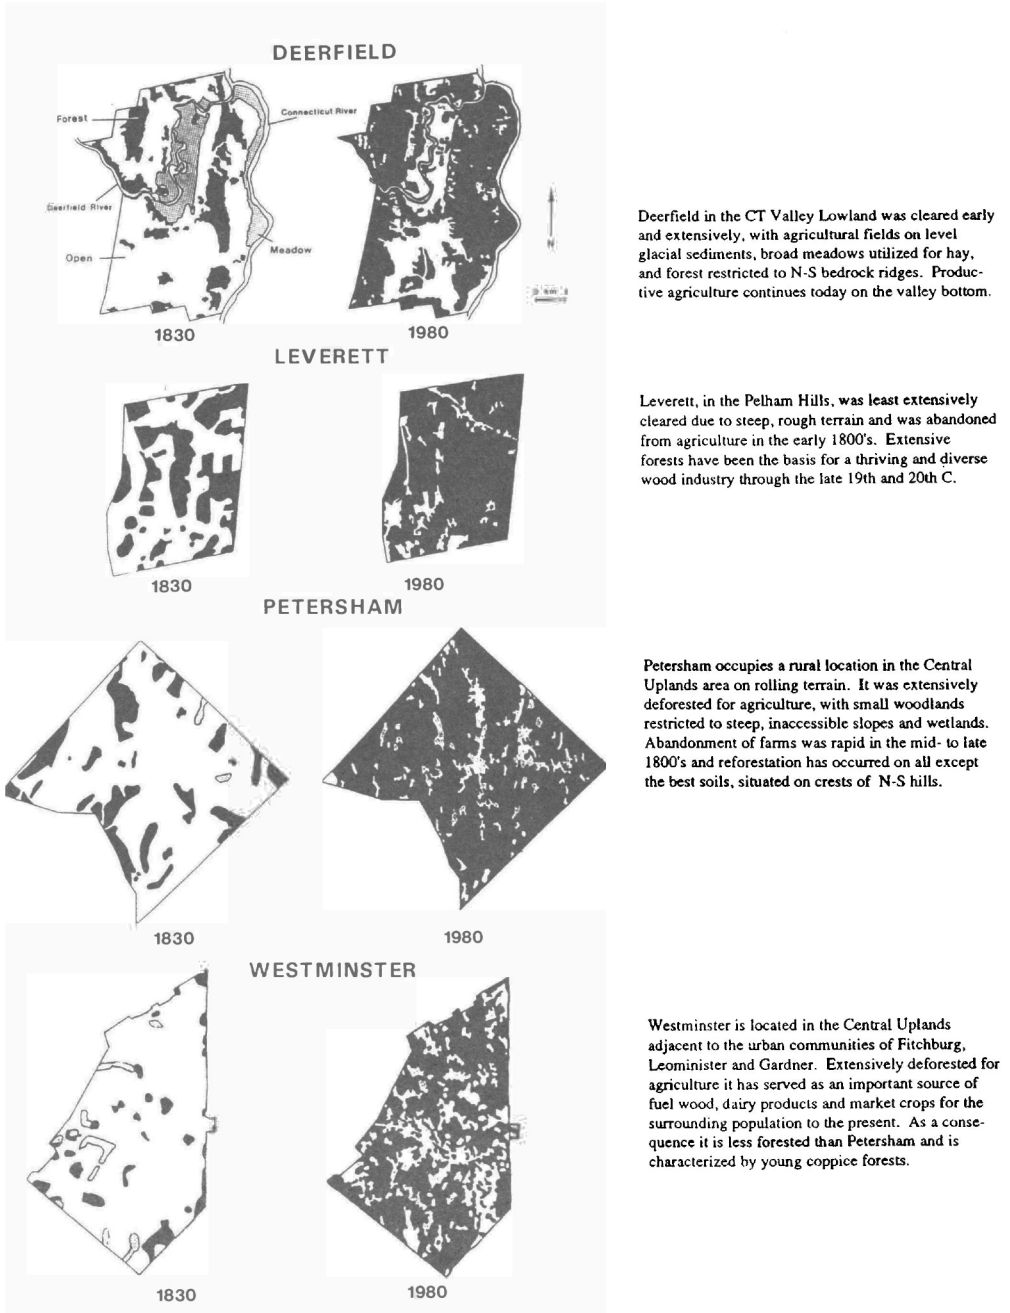 DEERFIELD
Forest
Connecticut River
Deerfield River
Open
Meadow
N
1830
1980
Deerfield in the CT Valley Lowland was cleared early
and extensively, with agricultural fields on level
glacial sediments, broad meadows utilized for hay,
and forest restricted to N-S bedrock ridges. Produc-
tive agriculture continues today on the valley bottom.
LEVERETT
1830
1980
Leverett, in the Pelham Hills, was least extensively
cleared due to steep, rough terrain and was abandoned
from agriculture in the early 1800's. Extensive
forests have been the basis for a thriving and diverse
wood industry through the late 19th and 20th C.
PETERSHAM
1830
1980
Petersham occupies a rural location in the Central
Uplands area on rolling terrain. It was extensively
deforested for agriculture, with small woodlands
restricted to steep, inaccessible slopes and wetlands.
Abandonment of farms was rapid in the mid- to late
1800's and reforestation has occurred on all except
the best soils, situated on crests of N-S hills.
WESTMINSTER
1830
1980
Westminster is located in the Central Uplands
adjacent to the urban communities of Fitchburg,
Leominister and Gardner. Extensively deforested for
agriculture it has served as an important source of
fuel wood, dairy products and market crops for the
surrounding population to the present. As a conse-
quence it is less forested than Petersham and is
characterized by young coppice forests.